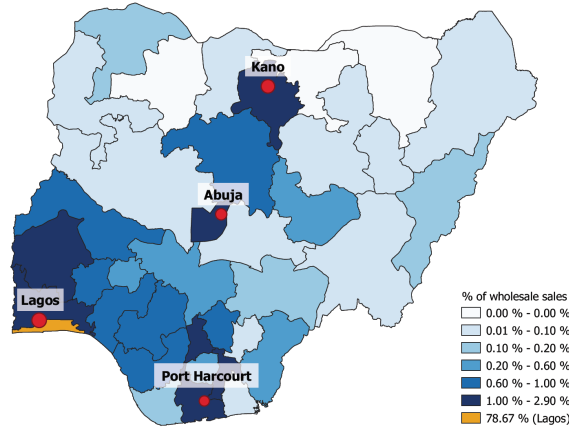 Kano
Abuja
Lagos
Port Harcourt
% of wholesale sales
0.00 % - 0.00 %
0.01 % - 0.10 %
0.10 % - 0.20 %
0.20 % - 0.60 %
0.60 % - 1.00 %
1.00 % - 2.90 %
78.67 % (Lagos)